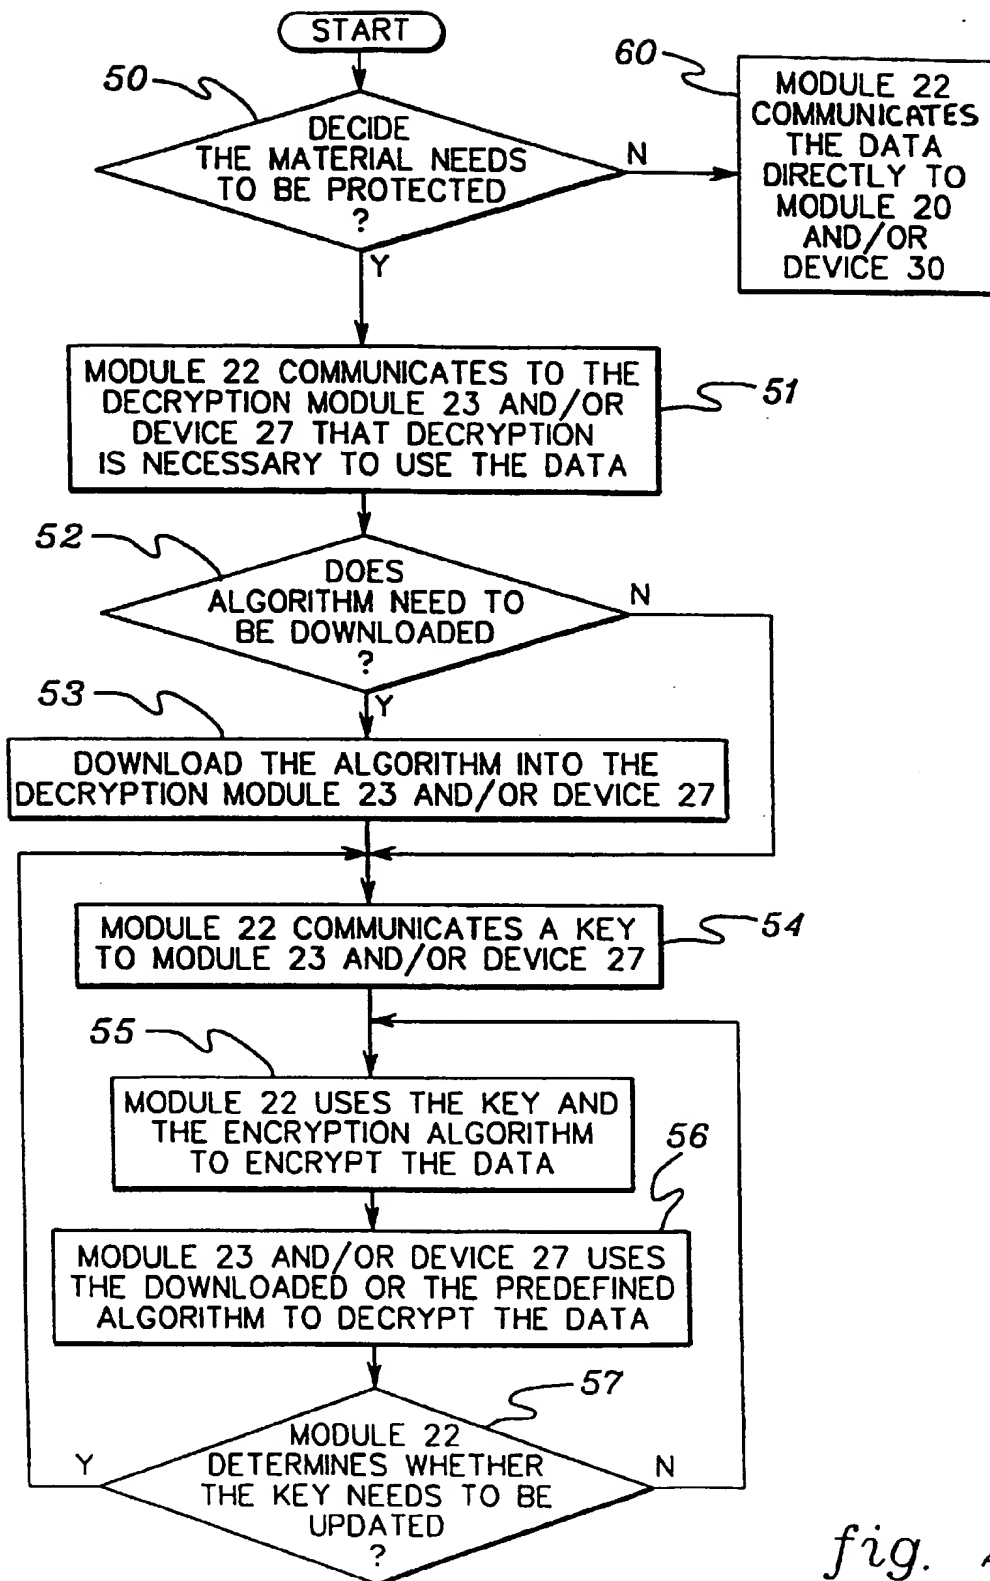 START
50
DECIDE
THE MATERIAL NEEDS
TO BE PROTECTED
?
N
Y
60
MODULE 22
COMMUNICATES
THE DATA
DIRECTLY TO
MODULE 20
AND/OR
DEVICE 30
MODULE 22 COMMUNICATES TO THE
DECRYPTION MODULE 23 AND/OR
DEVICE 27 THAT DECRYPTION
IS NECESSARY TO USE THE DATA
51
52
DOES
ALGORITHM NEED TO
BE DOWNLOADED
?
N
Y
53
DOWNLOAD THE ALGORITHM INTO THE
DECRYPTION MODULE 23 AND/OR DEVICE 27
MODULE 22 COMMUNICATES A KEY
TO MODULE 23 AND/OR DEVICE 27
54
55
MODULE 22 USES THE KEY AND
THE ENCRYPTION ALGORITHM
TO ENCRYPT THE DATA
56
MODULE 23 AND/OR DEVICE 27 USES
THE DOWNLOADED OR THE PREDEFINED
ALGORITHM TO DECRYPT THE DATA
57
MODULE 22
DETERMINES WHETHER
THE KEY NEEDS TO BE
UPDATED
?
Y
N
fig.